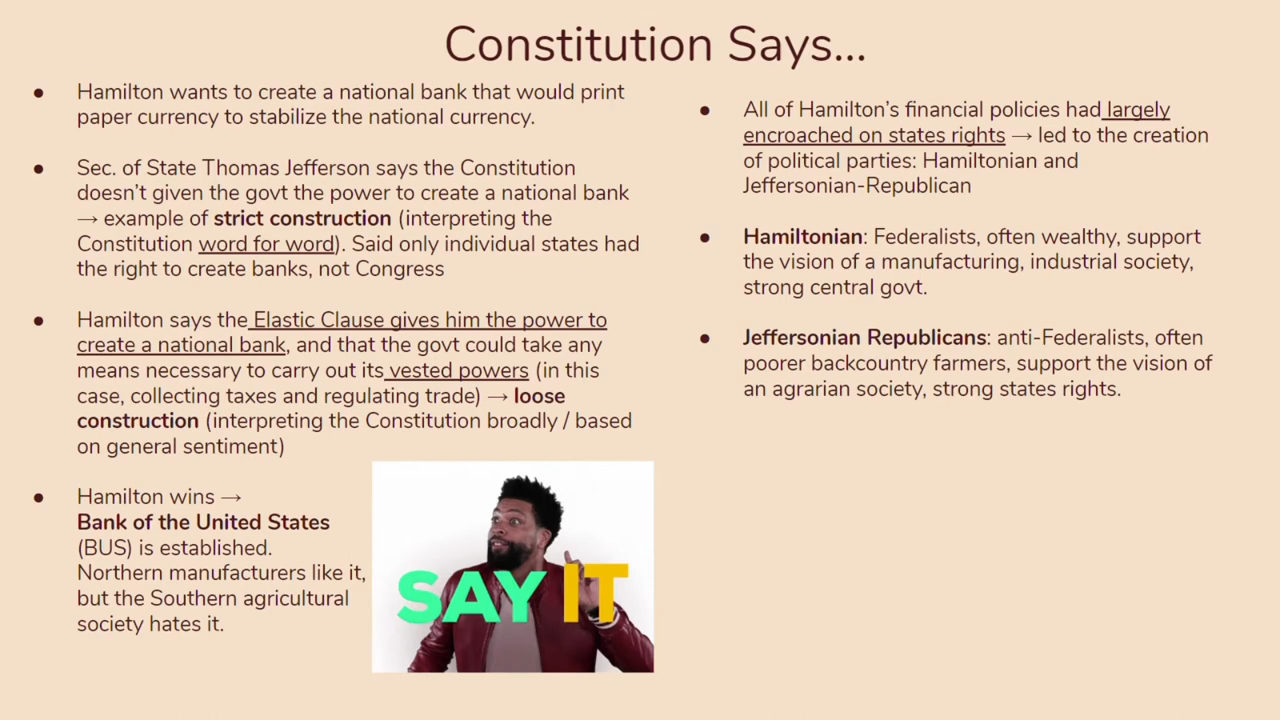 Constitution Says...
● Hamilton wants to create a national bank that would print
paper currency to stabilize the national currency.
● Sec. of State Thomas Jefferson says the Constitution
doesn't given the govt the power to create a national bank
→ example of strict construction (interpreting the
Constitution word for word). Said only individual states had
the right to create banks, not Congress
● Hamilton says the Elastic Clause gives him the power to
create a national bank, and that the govt could take any
means necessary to carry out its vested powers (in this
case, collecting taxes and regulating trade) → loose
construction (interpreting the Constitution broadly / based
on general sentiment)
● Hamilton wins →
Bank of the United States
(BUS) is established.
Northern manufacturers like it,
but the Southern agricultural
society hates it.
SAY IT
● All of Hamilton's financial policies had largely
encroached on states rights → led to the creation
of political parties: Hamiltonian and
Jeffersonian-Republican
● Hamiltonian: Federalists, often wealthy, support
the vision of a manufacturing, industrial society,
strong central govt.
● Jeffersonian Republicans: anti-Federalists, often
poorer backcountry farmers, support the vision of
an agrarian society, strong states rights.